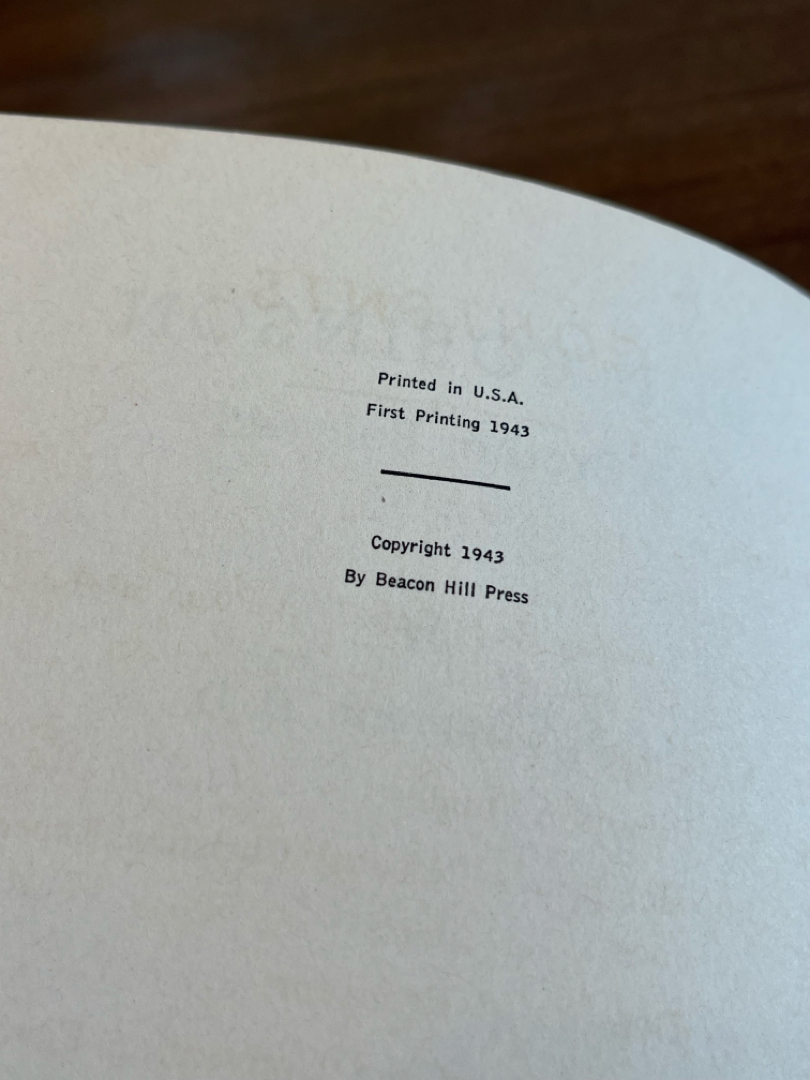 Printed in U.S.A.
First Printing 1943
Copyright 1943
By Beacon Hill Press